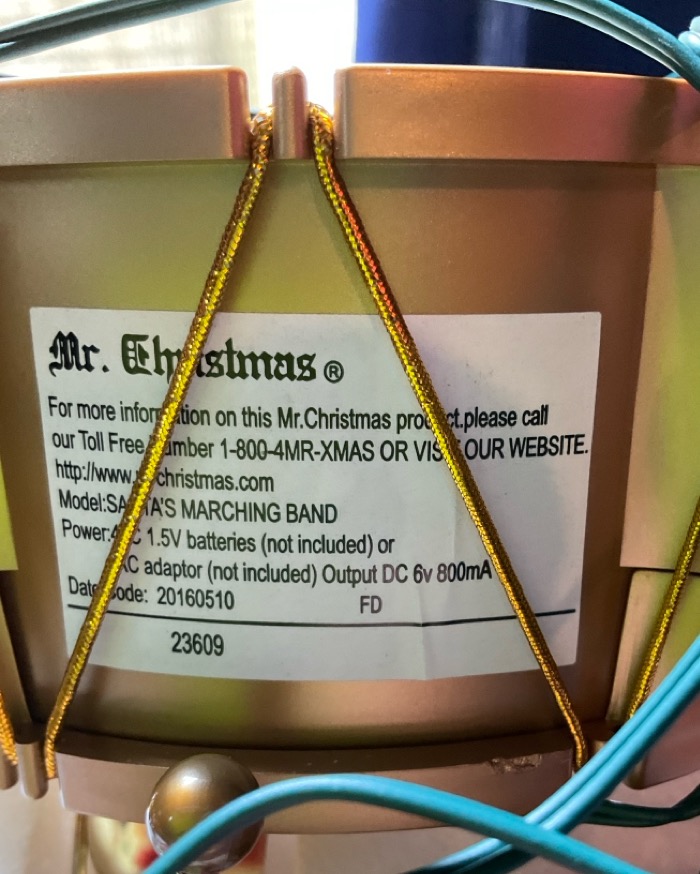 Mr. Christmas ®
For more information on this Mr.Christmas product.please call
our Toll Free Number 1-800-4MR-XMAS OR VISIT OUR WEBSITE.
http://www.mrchristmas.com
Model:SANTA'S MARCHING BAND
Power:4 C 1.5V batteries (not included) or
AC adaptor (not included) Output DC 6v 800mA
Date code: 20160510 FD
23609